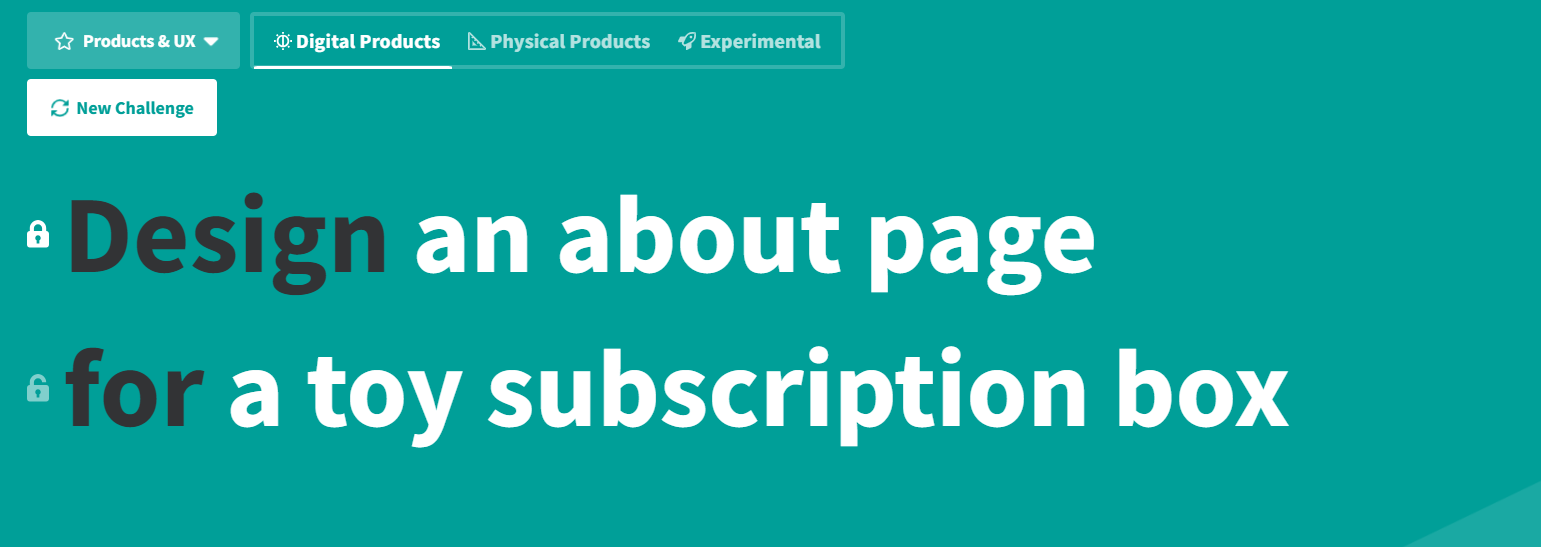 Products & UX
Digital Products
Physical Products
Experimental
New Challenge
Design an about page
for a toy subscription box